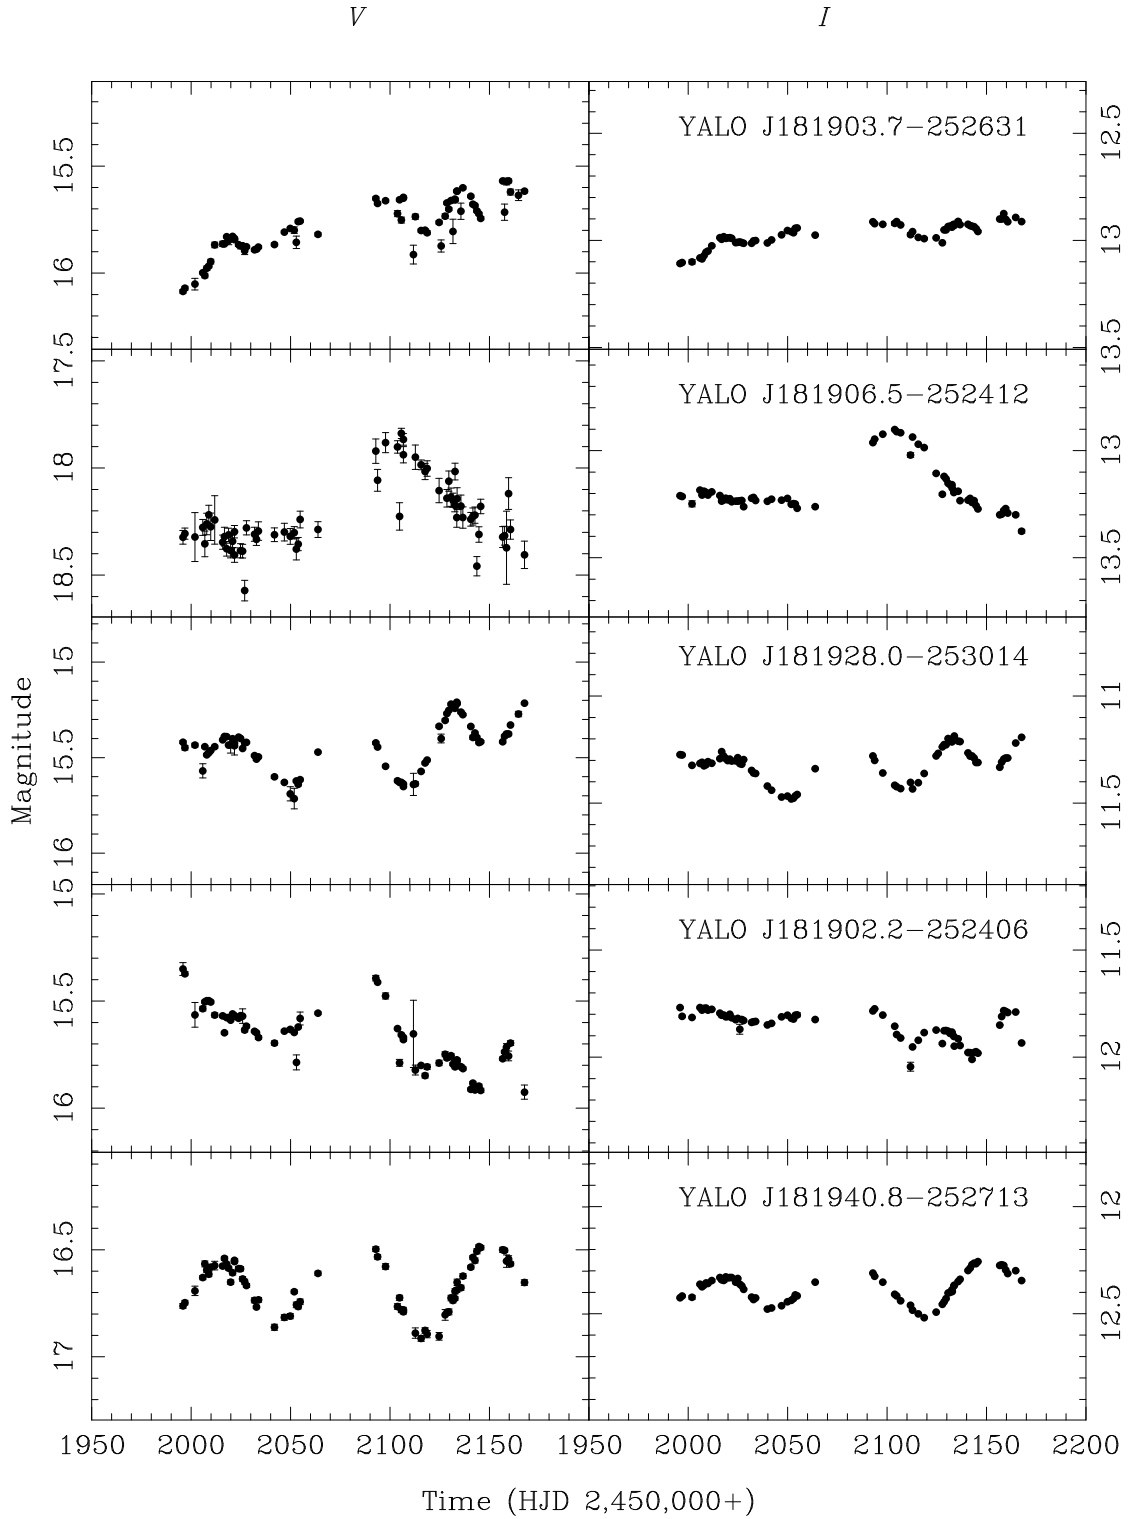 V I
YALO J181903.7−252631
15.5 16 12.5 13 13.5
YALO J181906.5−252412
17.5 18 18.5 13 13.5
YALO J181928.0−253014
15 15.5 16 11 11.5
YALO J181902.2−252406
15 15.5 16 11.5 12
YALO J181940.8−252713
16.5 17 12 12.5
Magnitude
1950 2000 2050 2100 2150 1950 2000 2050 2100 2150 2200
Time (HJD 2,450,000+)